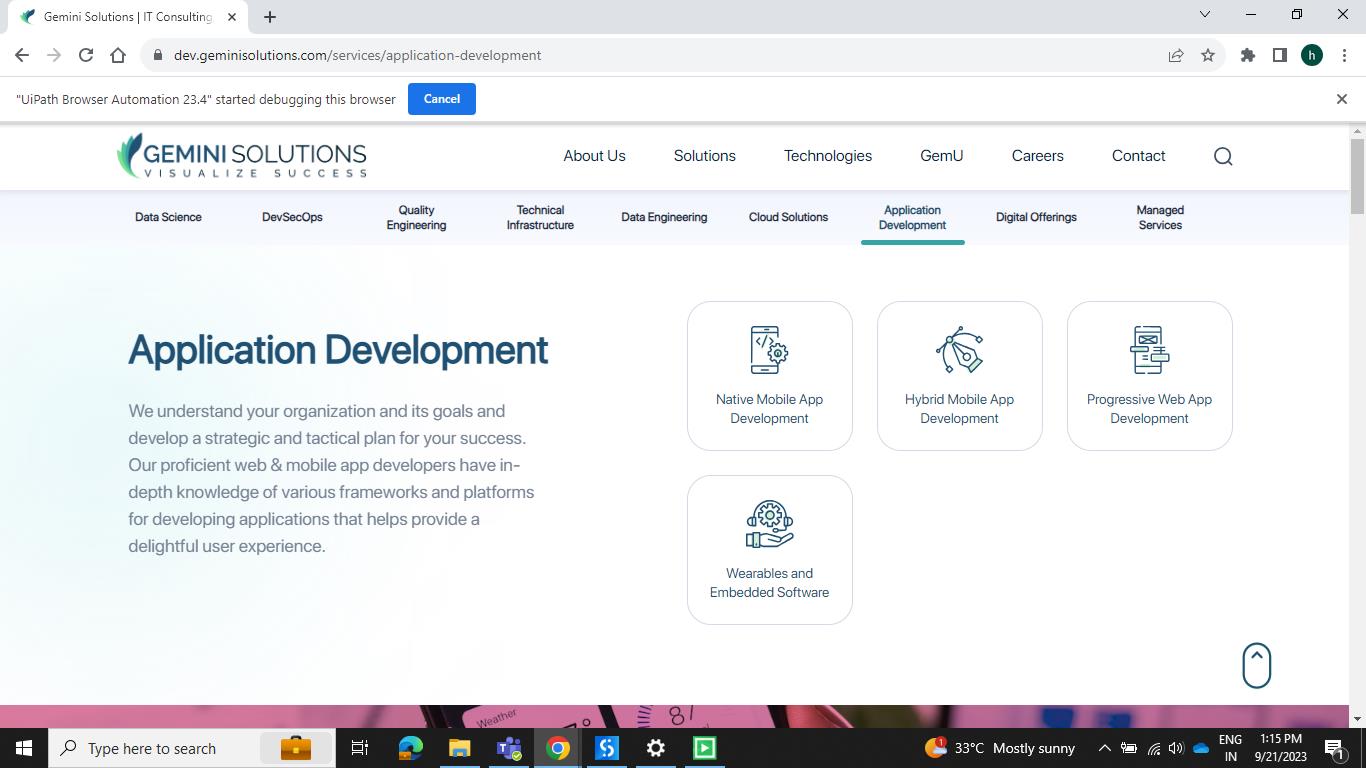 Gemini Solutions | IT Consulting
dev.geminisolutions.com/services/application-development
h
"UiPath Browser Automation 23.4" started debugging this browser
Cancel
GEMINI SOLUTIONS
VISUALIZE SUCCESS
About Us
Solutions
Technologies
GemU
Careers
Contact
Data Science
DevSecOps
Quality
Engineering
Technical
Infrastructure
Data Engineering
Cloud Solutions
Application
Development
Digital Offerings
Managed
Services
Application Development
We understand your organization and its goals and
develop a strategic and tactical plan for your success.
Our proficient web & mobile app developers have in-
depth knowledge of various frameworks and platforms
for developing applications that helps provide a
delightful user experience.
Native Mobile App
Development
Hybrid Mobile App
Development
Progressive Web App
Development
Wearables and
Embedded Software
Weather
Type here to search
1
33°C Mostly sunny
ENG
IN
1:15 PM
9/21/2023
1